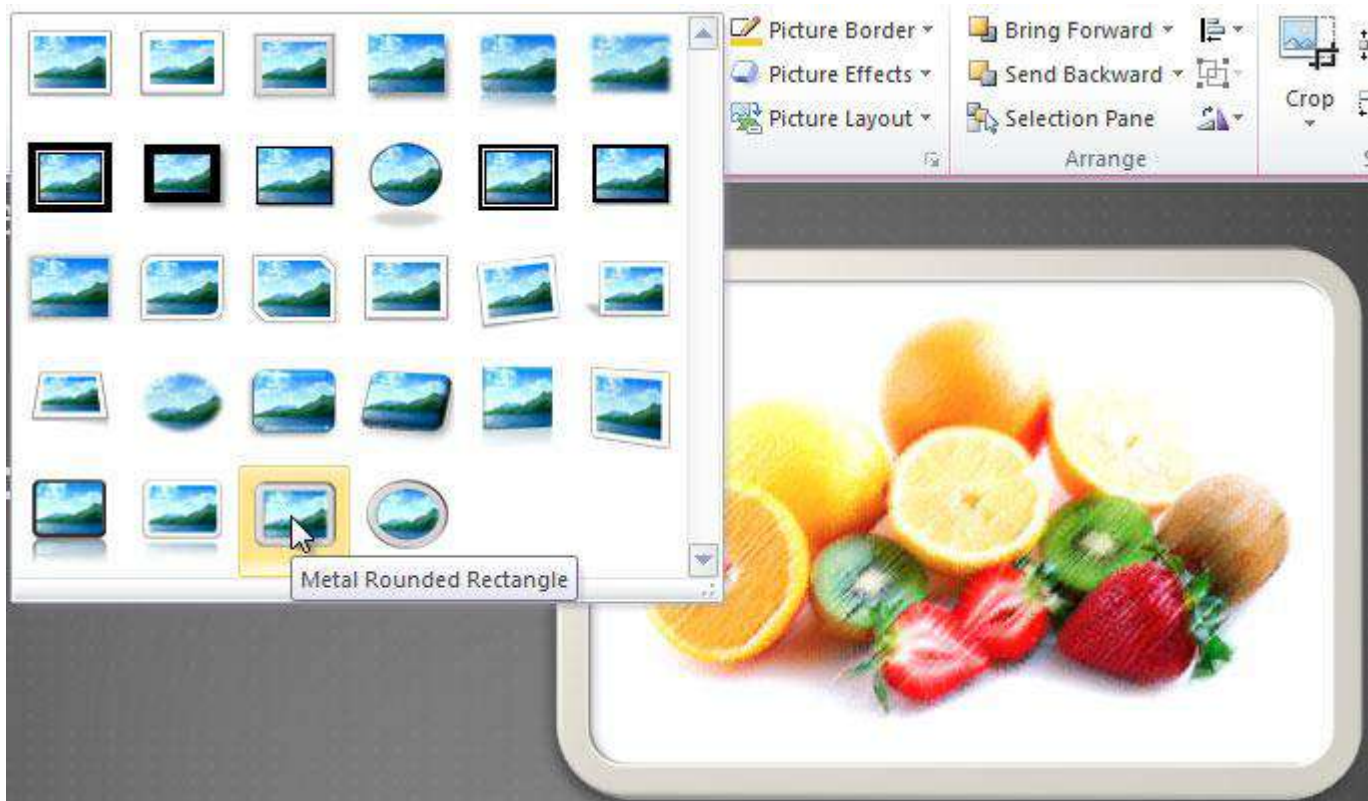 Picture Border
Bring Forward
Picture Effects
Send Backward
Picture Layout
Selection Pane
Crop
Arrange
Metal Rounded Rectangle